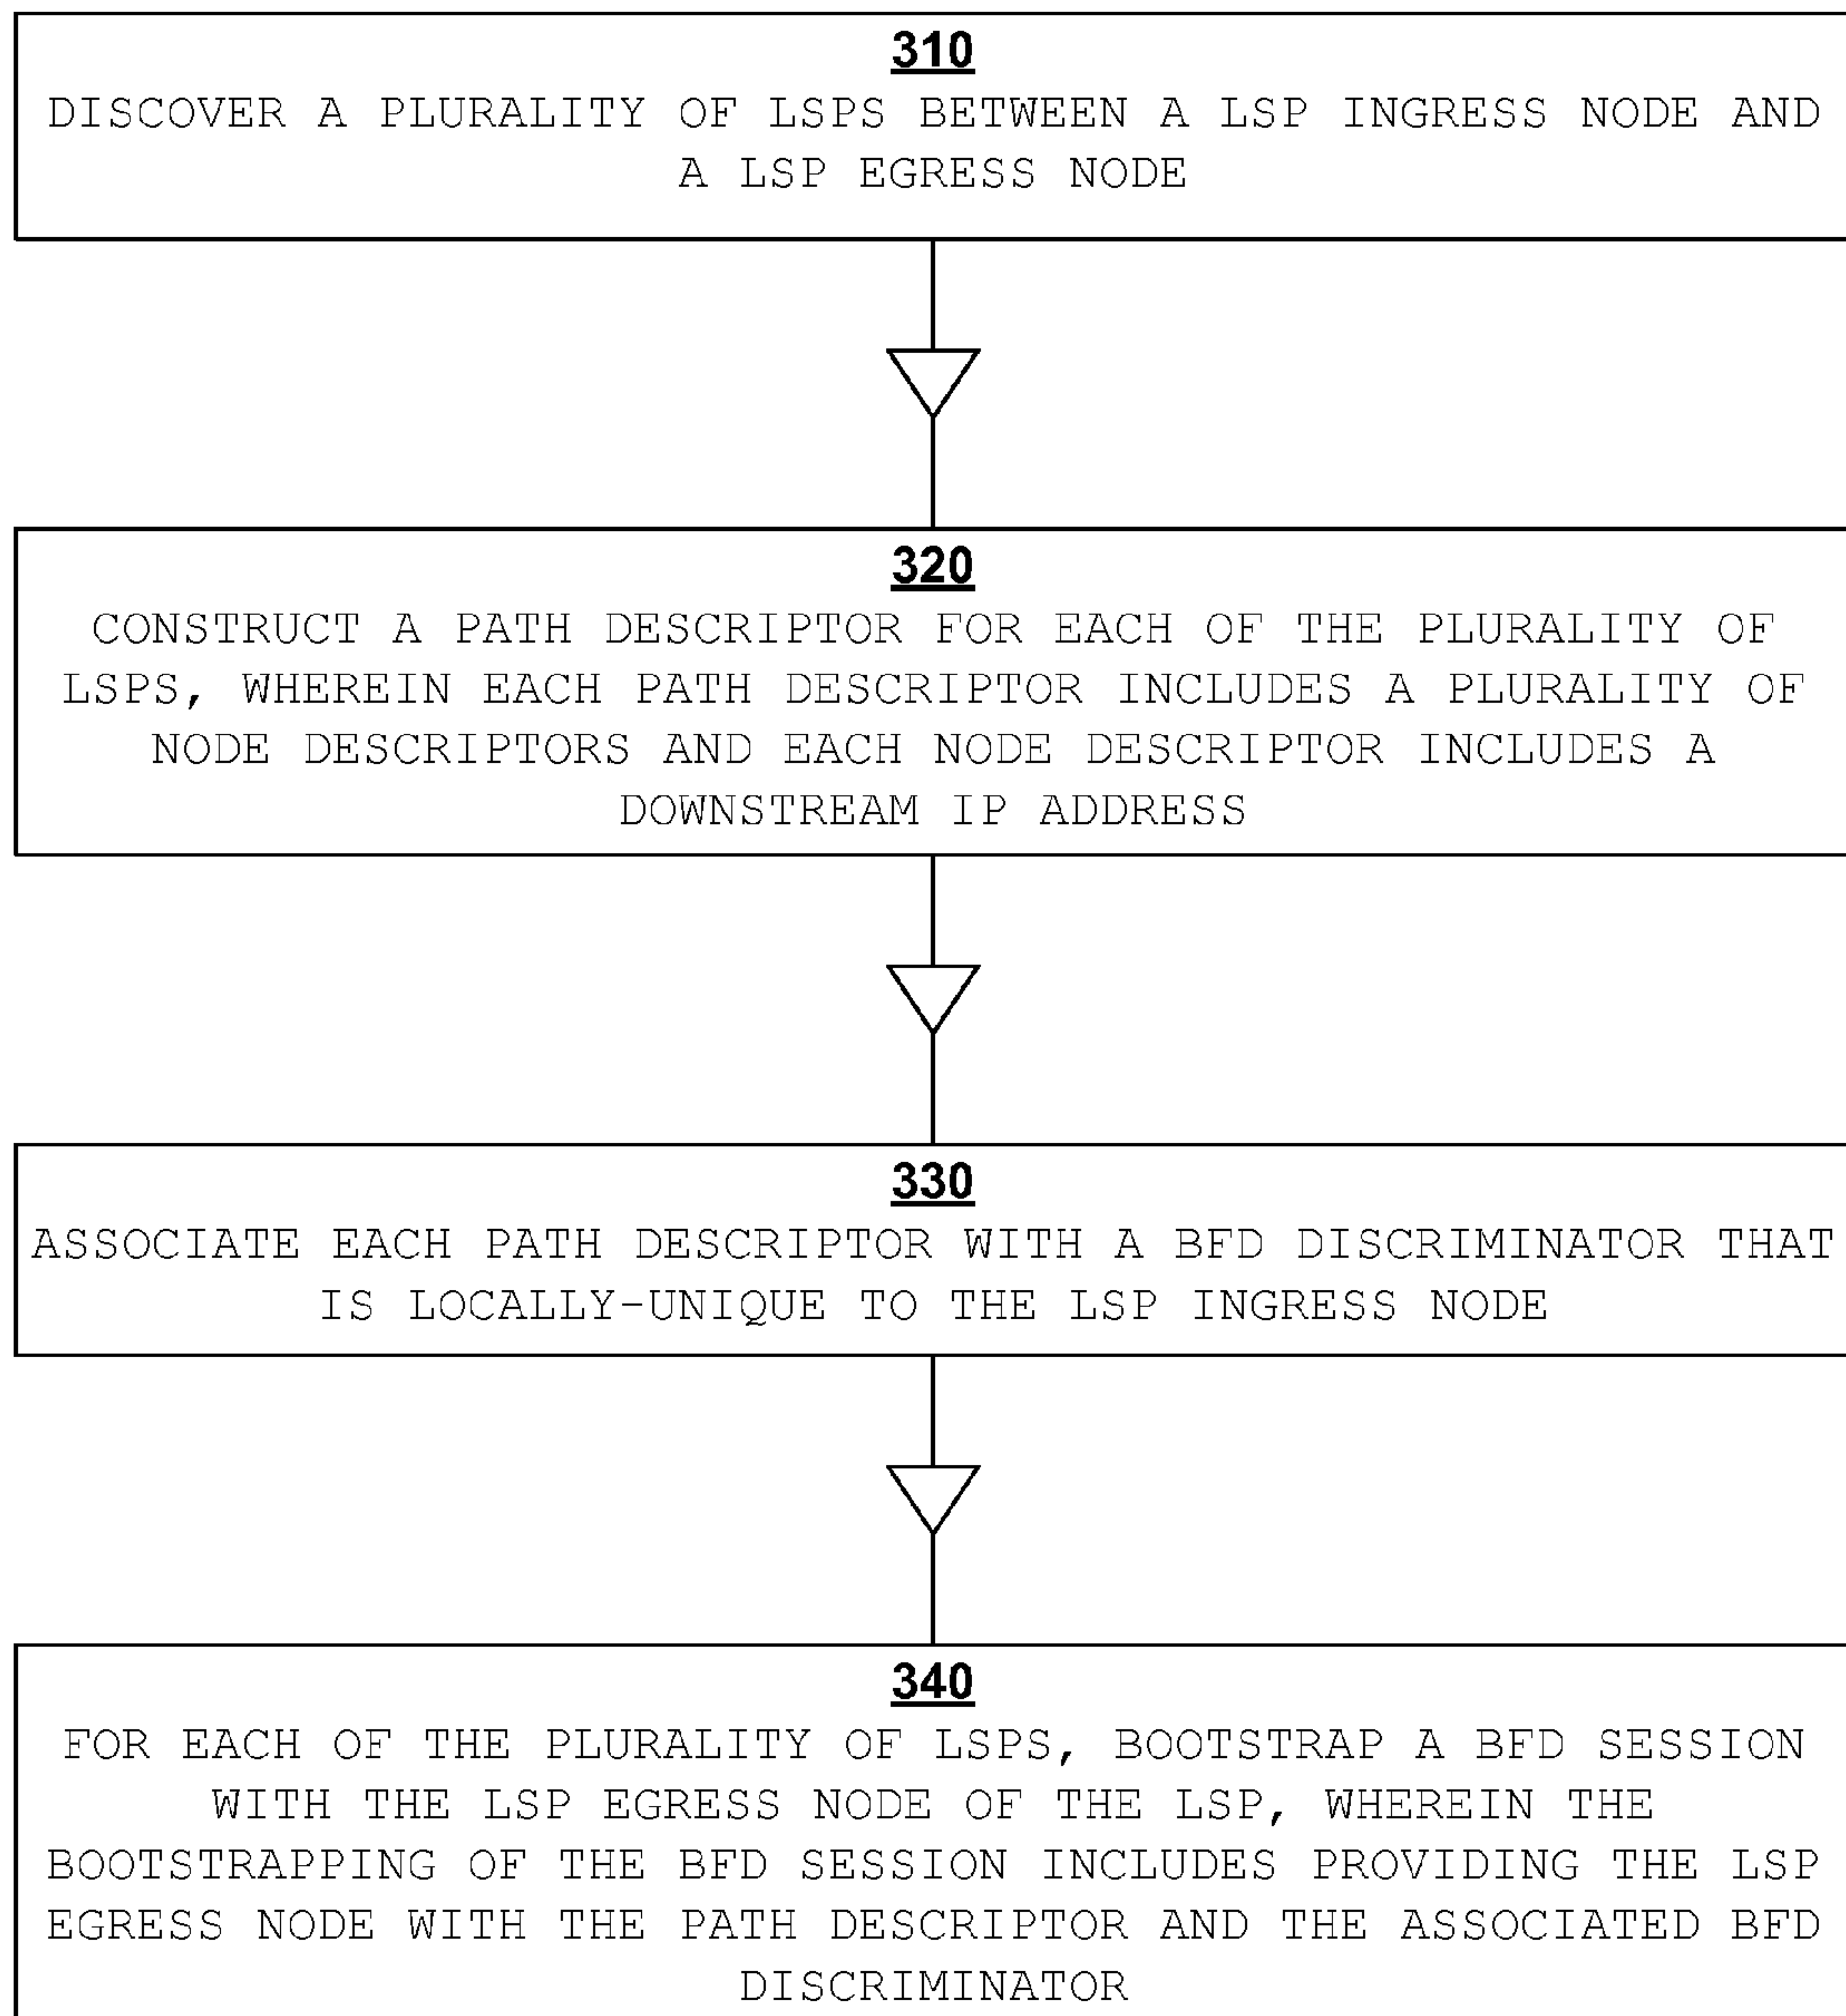 310
DISCOVER A PLURALITY OF LSPS BETWEEN A LSP INGRESS NODE AND
A LSP EGRESS NODE
320
CONSTRUCT A PATH DESCRIPTOR FOR EACH OF THE PLURALITY OF
LSPS, WHEREIN EACH PATH DESCRIPTOR INCLUDES A PLURALITY OF
NODE DESCRIPTORS AND EACH NODE DESCRIPTOR INCLUDES A
DOWNSTREAM IP ADDRESS
330
ASSOCIATE EACH PATH DESCRIPTOR WITH A BFD DISCRIMINATOR THAT
IS LOCALLY-UNIQUE TO THE LSP INGRESS NODE
340
FOR EACH OF THE PLURALITY OF LSPS, BOOTSTRAP A BFD SESSION
WITH THE LSP EGRESS NODE OF THE LSP, WHEREIN THE
BOOTSTRAPPING OF THE BFD SESSION INCLUDES PROVIDING THE LSP
EGRESS NODE WITH THE PATH DESCRIPTOR AND THE ASSOCIATED BFD
DISCRIMINATOR